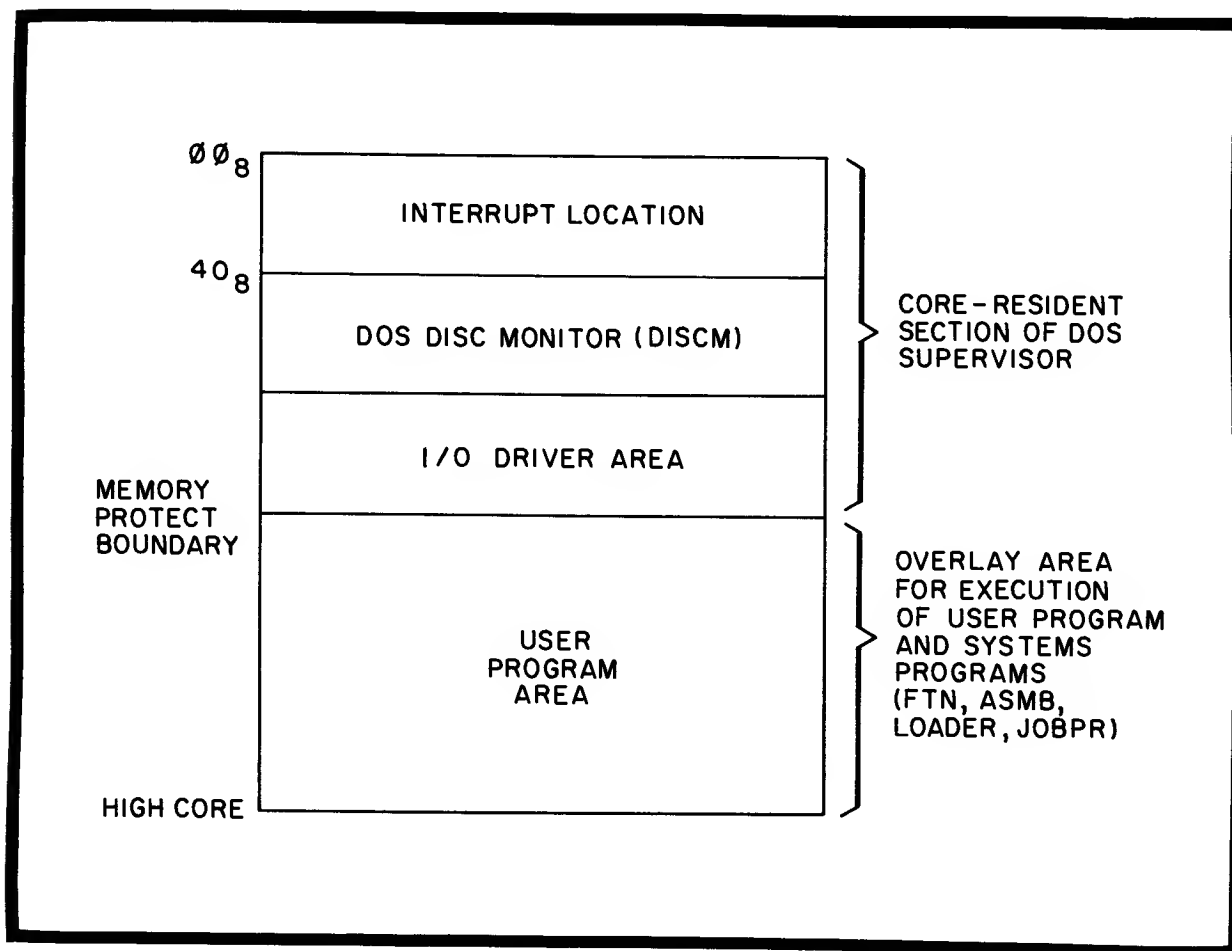 ØØ8
INTERRUPT LOCATION
408
DOS DISC MONITOR (DISCM)
CORE-RESIDENT
SECTION OF DOS
SUPERVISOR
I/O DRIVER AREA
MEMORY
PROTECT
BOUNDARY
USER
PROGRAM
AREA
OVERLAY AREA
FOR EXECUTION
OF USER PROGRAM
AND SYSTEMS
PROGRAMS
(FTN, ASMB,
LOADER, JOBPR)
HIGH CORE